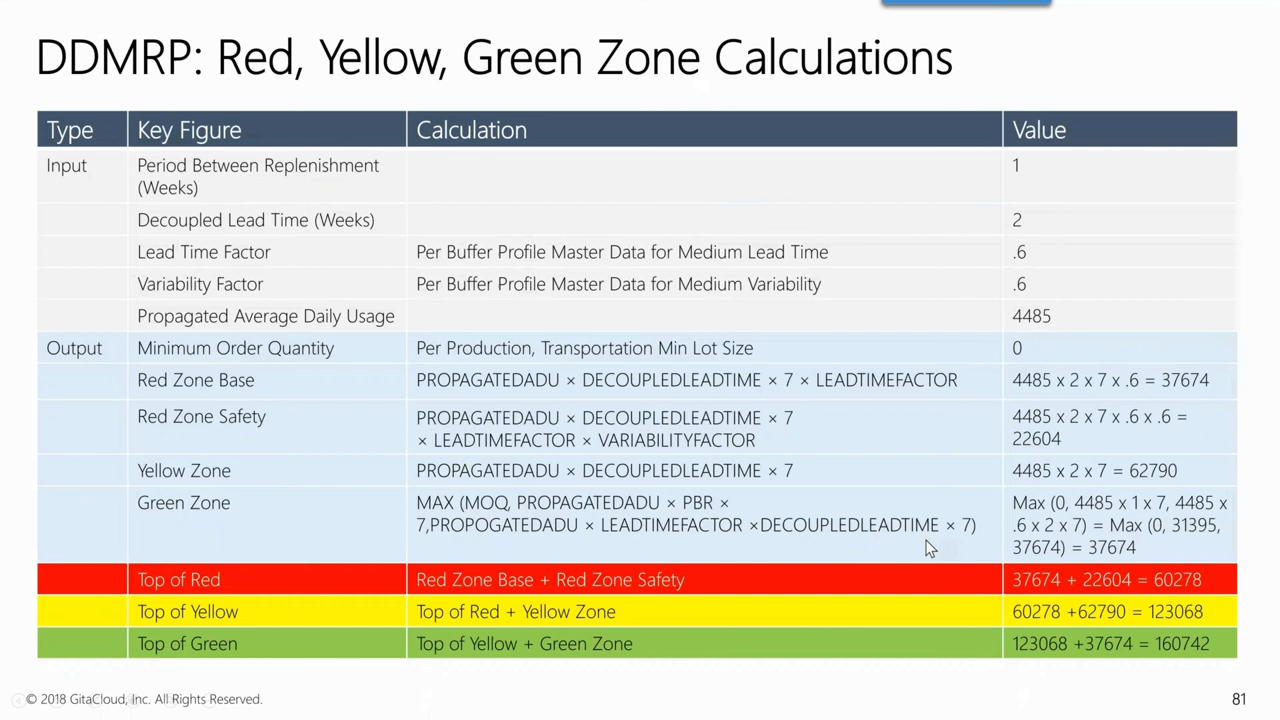 DDMRP: Red, Yellow, Green Zone Calculations
Type Key Figure Calculation Value
Input Period Between Replenishment (Weeks) 1
Decoupled Lead Time (Weeks) 2
Lead Time Factor Per Buffer Profile Master Data for Medium Lead Time .6
Variability Factor Per Buffer Profile Master Data for Medium Variability .6
Propagated Average Daily Usage 4485
Output Minimum Order Quantity Per Production, Transportation Min Lot Size 0
Red Zone Base PROPAGATEDADU × DECOUPLEDLEADTIME × 7 × LEADTIMEFACTOR 4485 x 2 x 7 x .6 = 37674
Red Zone Safety PROPAGATEDADU × DECOUPLEDLEADTIME × 7 4485 x 2 x 7 x .6 x .6 =
× LEADTIMEFACTOR × VARIABILITYFACTOR 22604
Yellow Zone PROPAGATEDADU × DECOUPLEDLEADTIME × 7 4485 x 2 x 7 = 62790
Green Zone MAX (MOQ, PROPAGATEDADU × PBR × Max (0, 4485 x 1 x 7, 4485 x
7,PROPOGATEDADU × LEADTIMEFACTOR ×DECOUPLEDLEADTIME × 7) .6 x 2 x 7) = Max (0, 31395,
37674) = 37674
Top of Red Red Zone Base + Red Zone Safety 37674 + 22604 = 60278
Top of Yellow Top of Red + Yellow Zone 60278 +62790 = 123068
Top of Green Top of Yellow + Green Zone 123068 +37674 = 160742
© 2018 GitaCloud, Inc. All Rights Reserved. 81